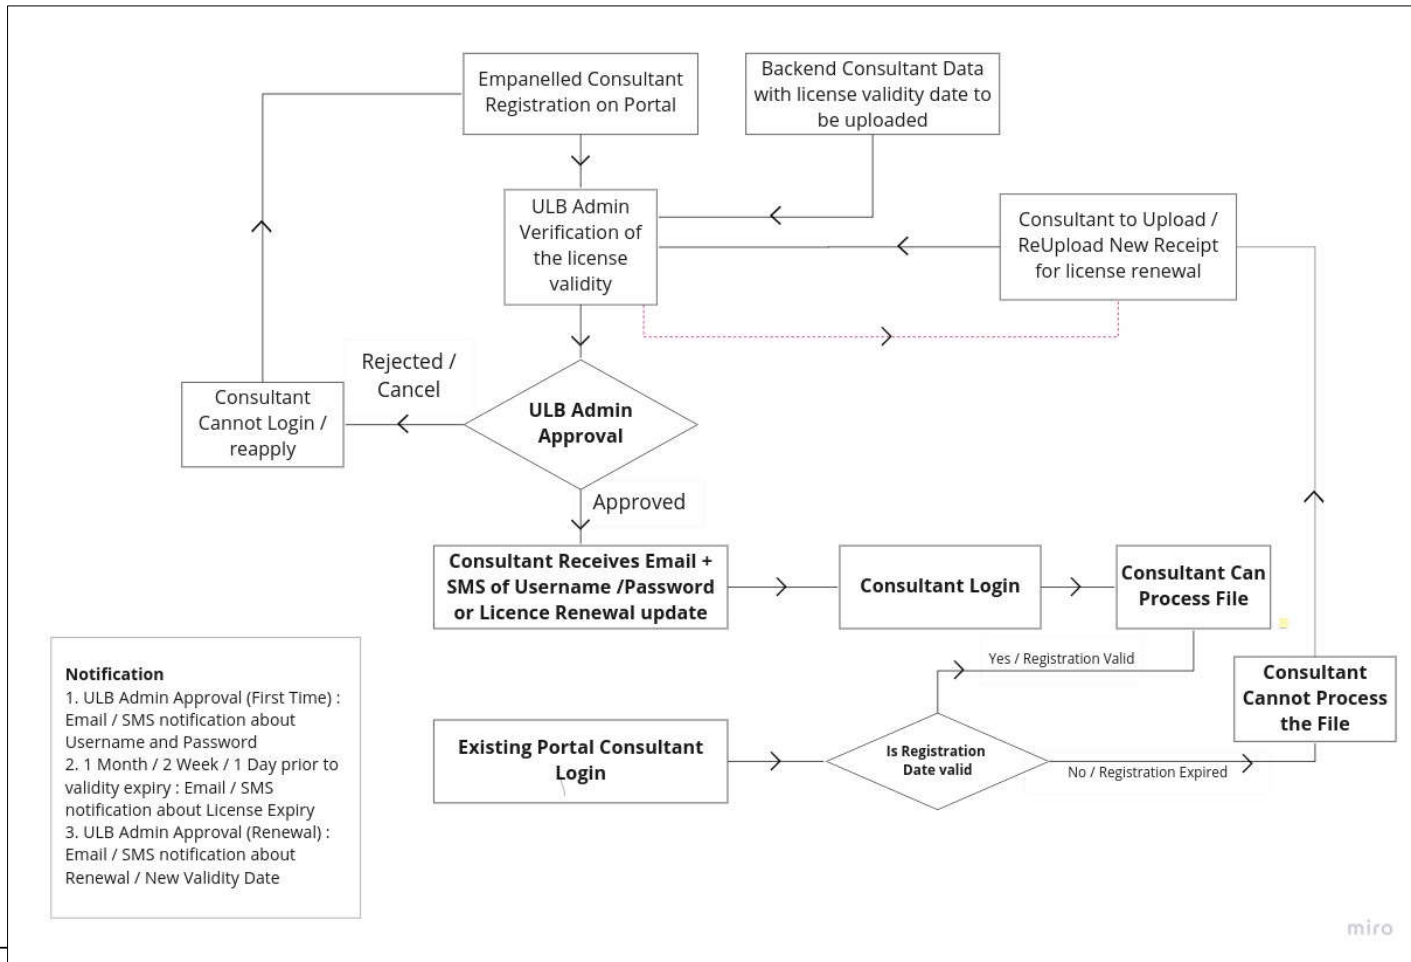 Empanelled Consultant
Registration on Portal
Backend Consultant Data
with license validity date to
be uploaded
ULB Admin
Verification of
the license
validity
Consultant to Upload /
ReUpload New Receipt
for license renewal
Rejected /
Cancel
Consultant
Cannot Login /
reapply
ULB Admin
Approval
Approved
Consultant Receives Email +
SMS of Username /Password
or Licence Renewal update
Consultant Login
Consultant Can
Process File
Yes / Registration Valid
Consultant
Cannot Process
the File
Existing Portal Consultant
Login
Is Registration
Date valid
No / Registration Expired
Notification
1. ULB Admin Approval (First Time) :
Email / SMS notification about
Username and Password
2. 1 Month / 2 Week / 1 Day prior to
validity expiry : Email / SMS
notification about License Expiry
3. ULB Admin Approval (Renewal) :
Email / SMS notification about
Renewal / New Validity Date
miro